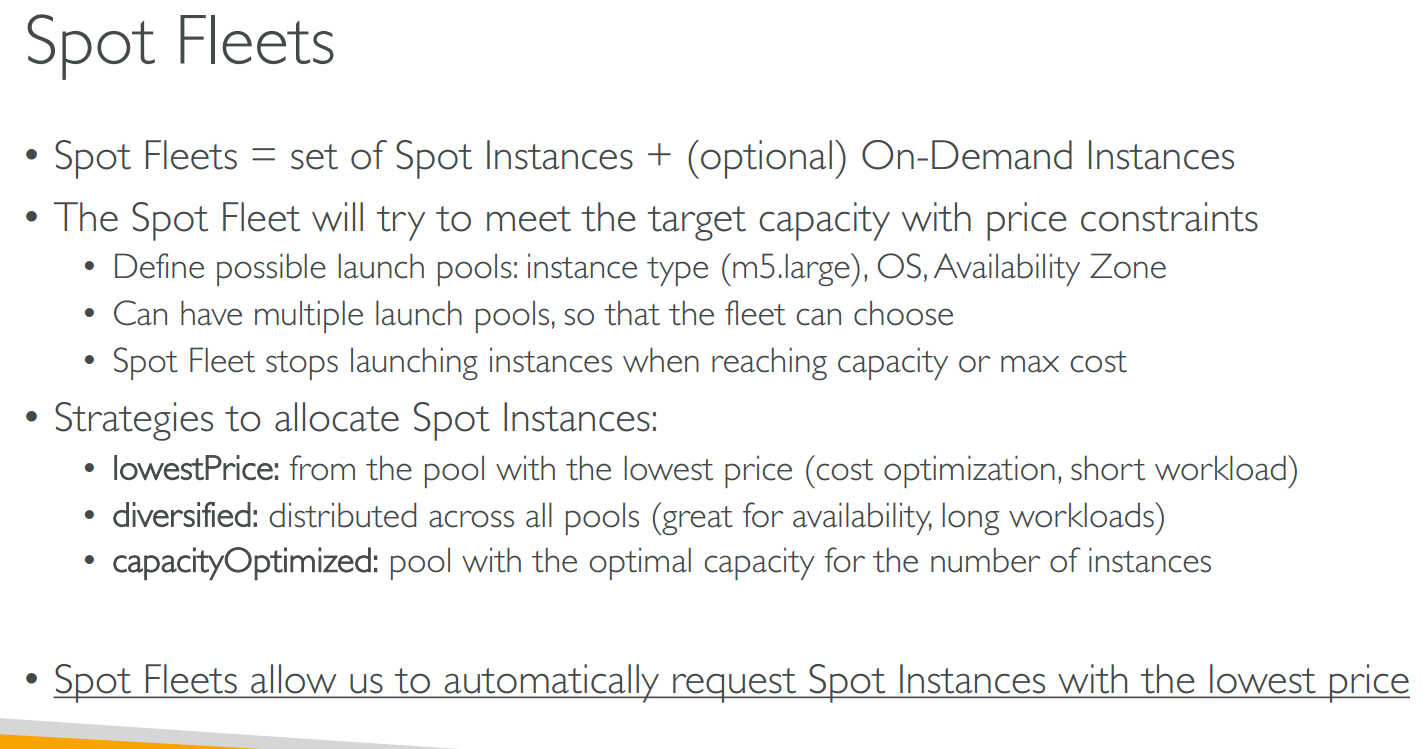 Spot Fleets
• Spot Fleets = set of Spot Instances + (optional) On-Demand Instances
• The Spot Fleet will try to meet the target capacity with price constraints
• Define possible launch pools: instance type (m5.large), OS, Availability Zone
• Can have multiple launch pools, so that the fleet can choose
• Spot Fleet stops launching instances when reaching capacity or max cost
• Strategies to allocate Spot Instances:
• lowestPrice: from the pool with the lowest price (cost optimization, short workload)
• diversified: distributed across all pools (great for availability, long workloads)
• capacityOptimized: pool with the optimal capacity for the number of instances
• Spot Fleets allow us to automatically request Spot Instances with the lowest price